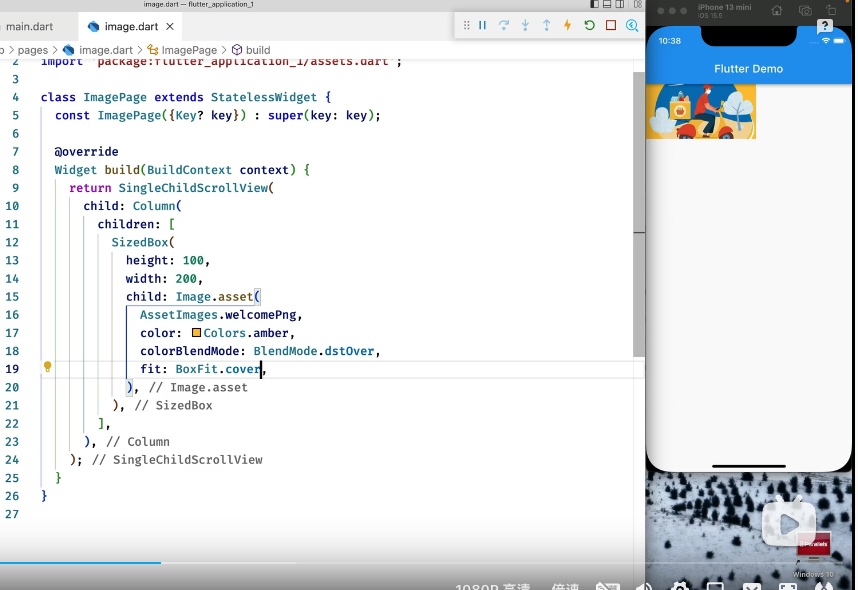 image.dart — flutter_application_1
main.dart
image.dart
iPhone 13 mini
iOS 15.5
pages > image.dart > ImagePage > build
10:38
Flutter Demo
2 import 'package:flutter_application_1/assets.dart';
3
4 class ImagePage extends StatelessWidget {
5 const ImagePage({Key? key}) : super(key: key);
6
7 @override
8 Widget build(BuildContext context) {
9 return SingleChildScrollView(
10 child: Column(
11 children: [
12 SizedBox(
13 height: 100,
14 width: 200,
15 child: Image.asset(
16 AssetImages.welcomePng,
17 color: Colors.amber,
18 colorBlendMode: BlendMode.dstOver,
19 fit: BoxFit.cover,
20 ), // Image.asset
21 ), // SizedBox
22 ],
23 ), // Column
24 ); // SingleChildScrollView
25 }
26 }
27
Parallels
Windows 10
1080P 高清
倍速